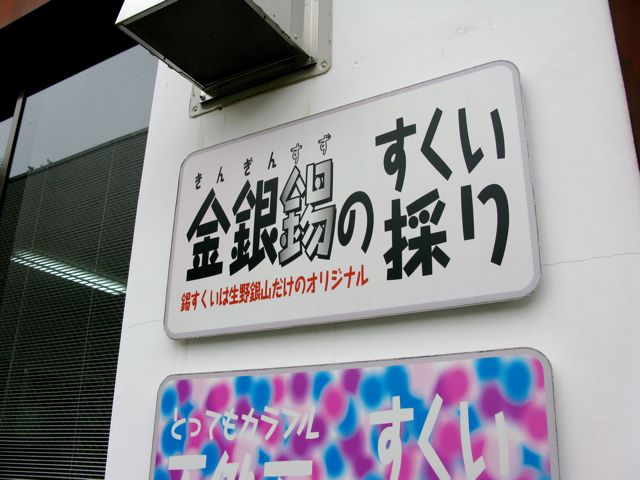 きんぎんすず
金銀錫の すくい採り
錫すくいは生野銀山だけのオリジナル
とってもカラフル
すくい